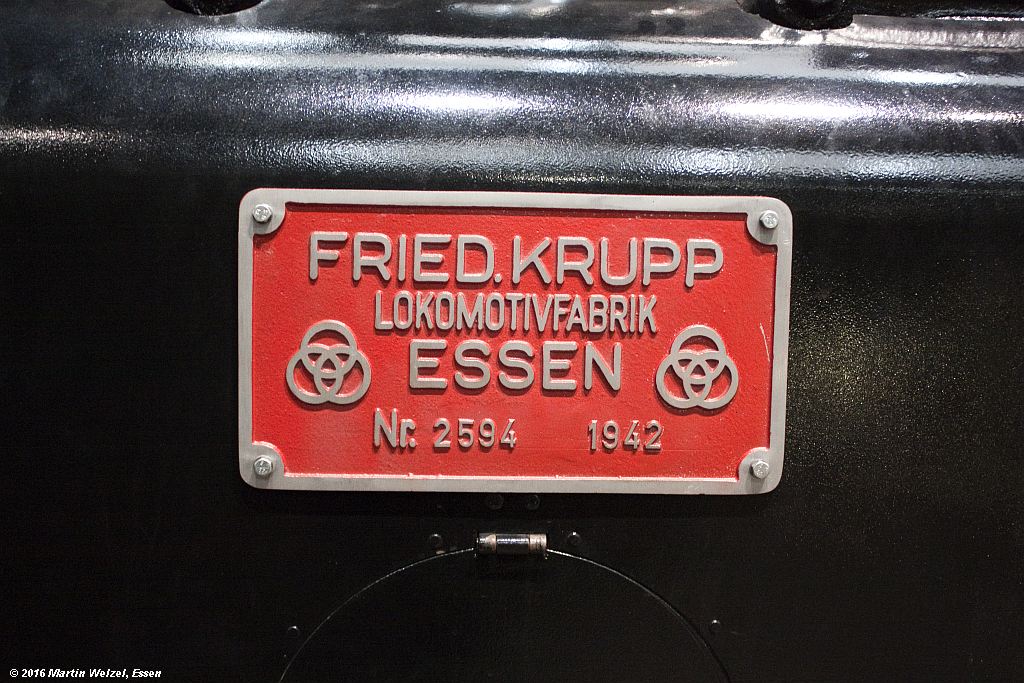 FRIED. KRUPP
LOKOMOTIVFABRIK
ESSEN
Nr. 2594 1942
© 2016 Martin Welzel, Essen